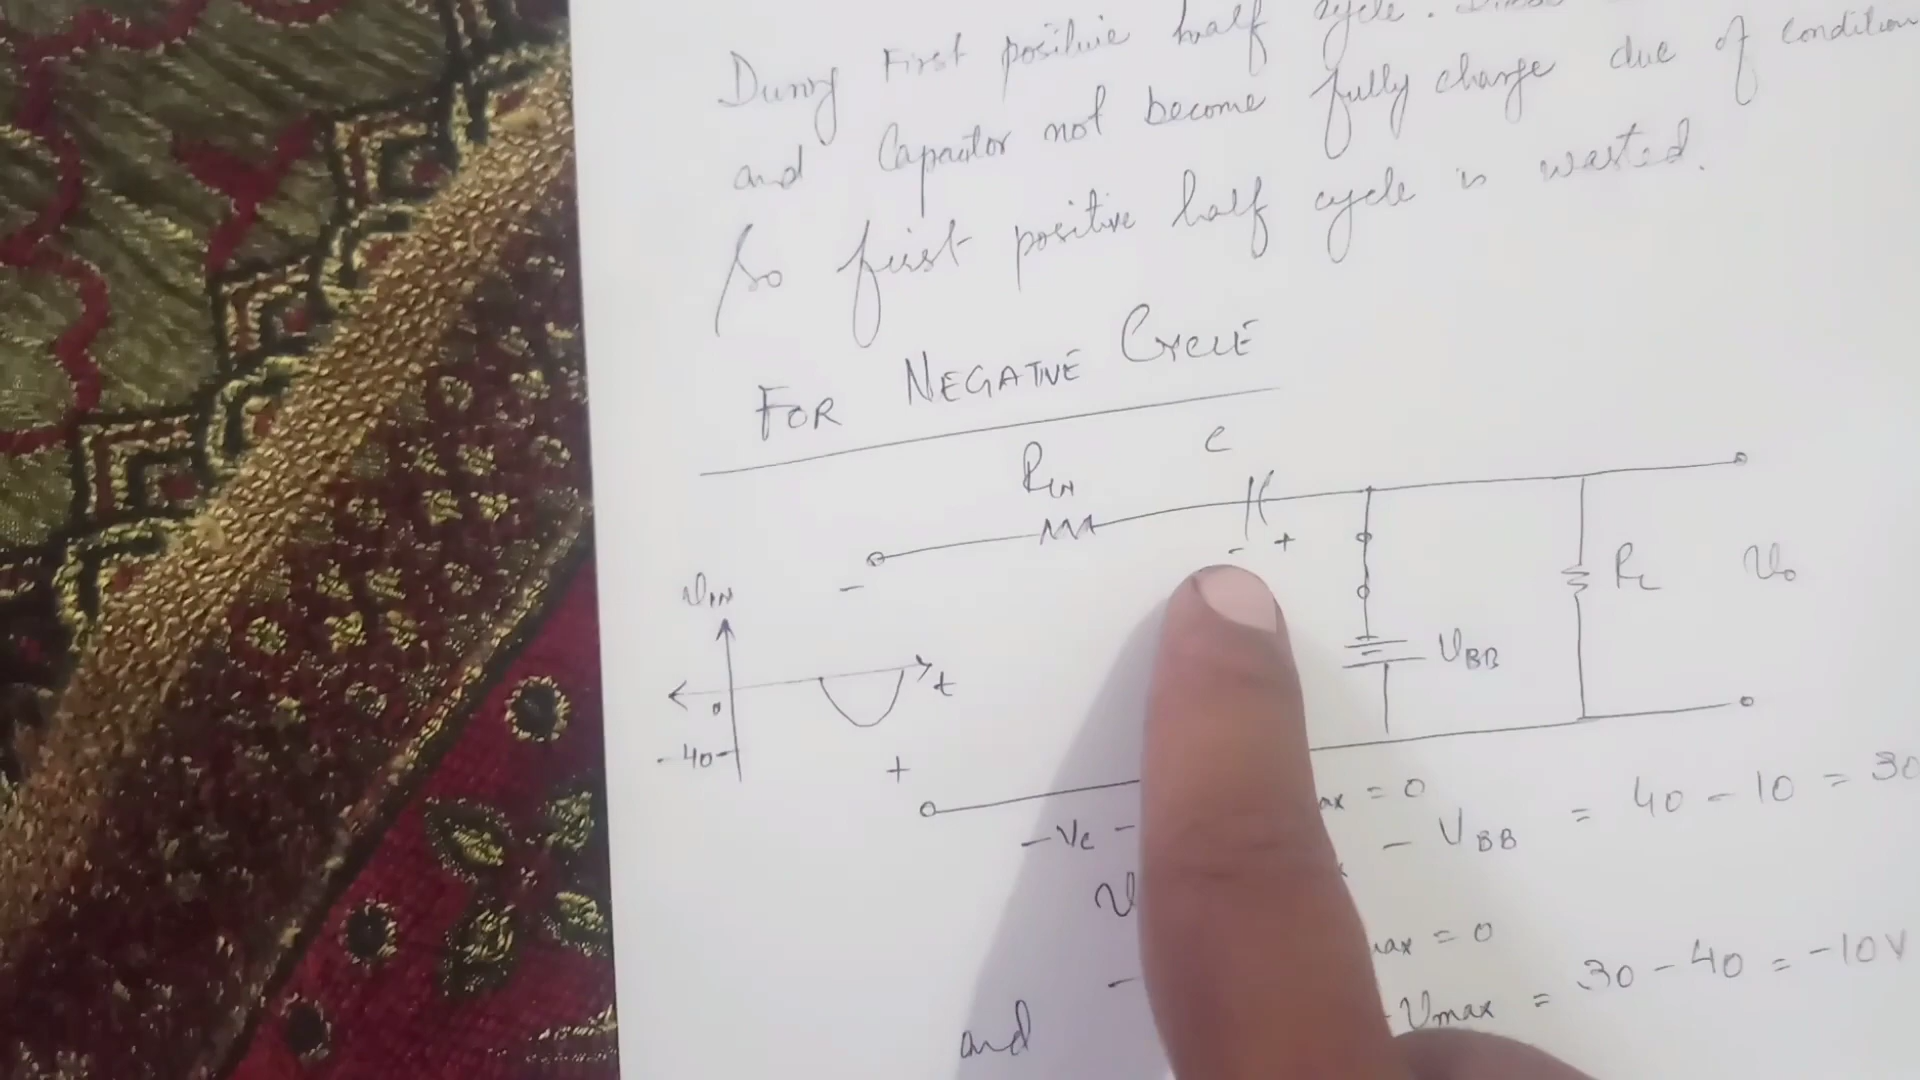 During First positive half cycle.
and Capacitor not become fully charge due of condition
So first positive half cycle is wasted.
FOR NEGATIVE CYCLE
RIN C
- - +
VIN
RL Vo
VBB
t
0
-40
+
-Vc - ax = 0
- VBB = 40 - 10 = 30
V
- max = 0
and - Vmax = 30 - 40 = -10V